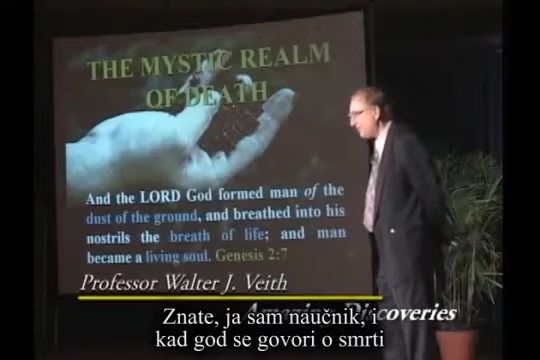 THE MYSTIC REALM
OF DEATH
And the LORD God formed man of the
dust of the ground, and breathed into his
nostrils the breath of life; and man
became a living soul. Genesis 2:7
Professor Walter J. Veith
Amazing Discoveries
Znate, ja sam naučnik, i
kad god se govori o smrti